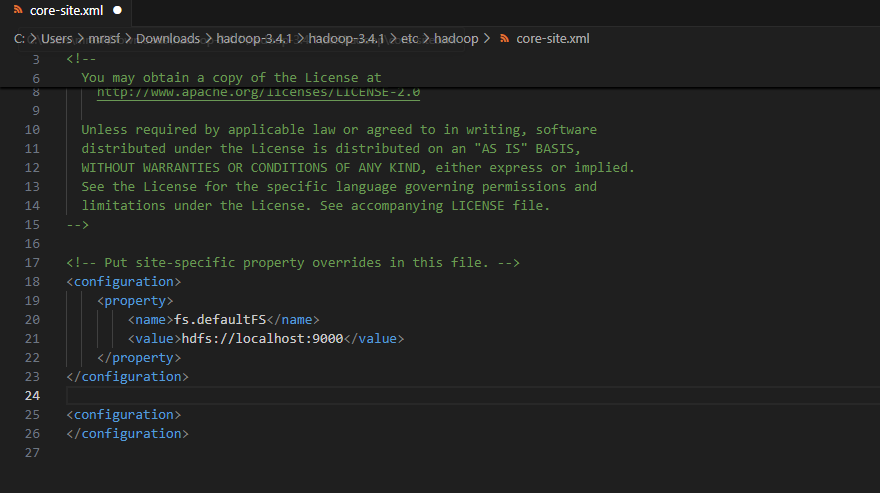 core-site.xml
C: > Users > mrasf > Downloads > hadoop-3.4.1 > hadoop-3.4.1 > etc > hadoop > core-site.xml
3 <!--
6 You may obtain a copy of the License at
8 http://www.apache.org/licenses/LICENSE-2.0
9
10 Unless required by applicable law or agreed to in writing, software
11 distributed under the License is distributed on an "AS IS" BASIS,
12 WITHOUT WARRANTIES OR CONDITIONS OF ANY KIND, either express or implied.
13 See the License for the specific language governing permissions and
14 limitations under the License. See accompanying LICENSE file.
15 -->
16
17 <!-- Put site-specific property overrides in this file. -->
18 <configuration>
19 <property>
20 <name>fs.defaultFS</name>
21 <value>hdfs://localhost:9000</value>
22 </property>
23 </configuration>
24
25 <configuration>
26 </configuration>
27